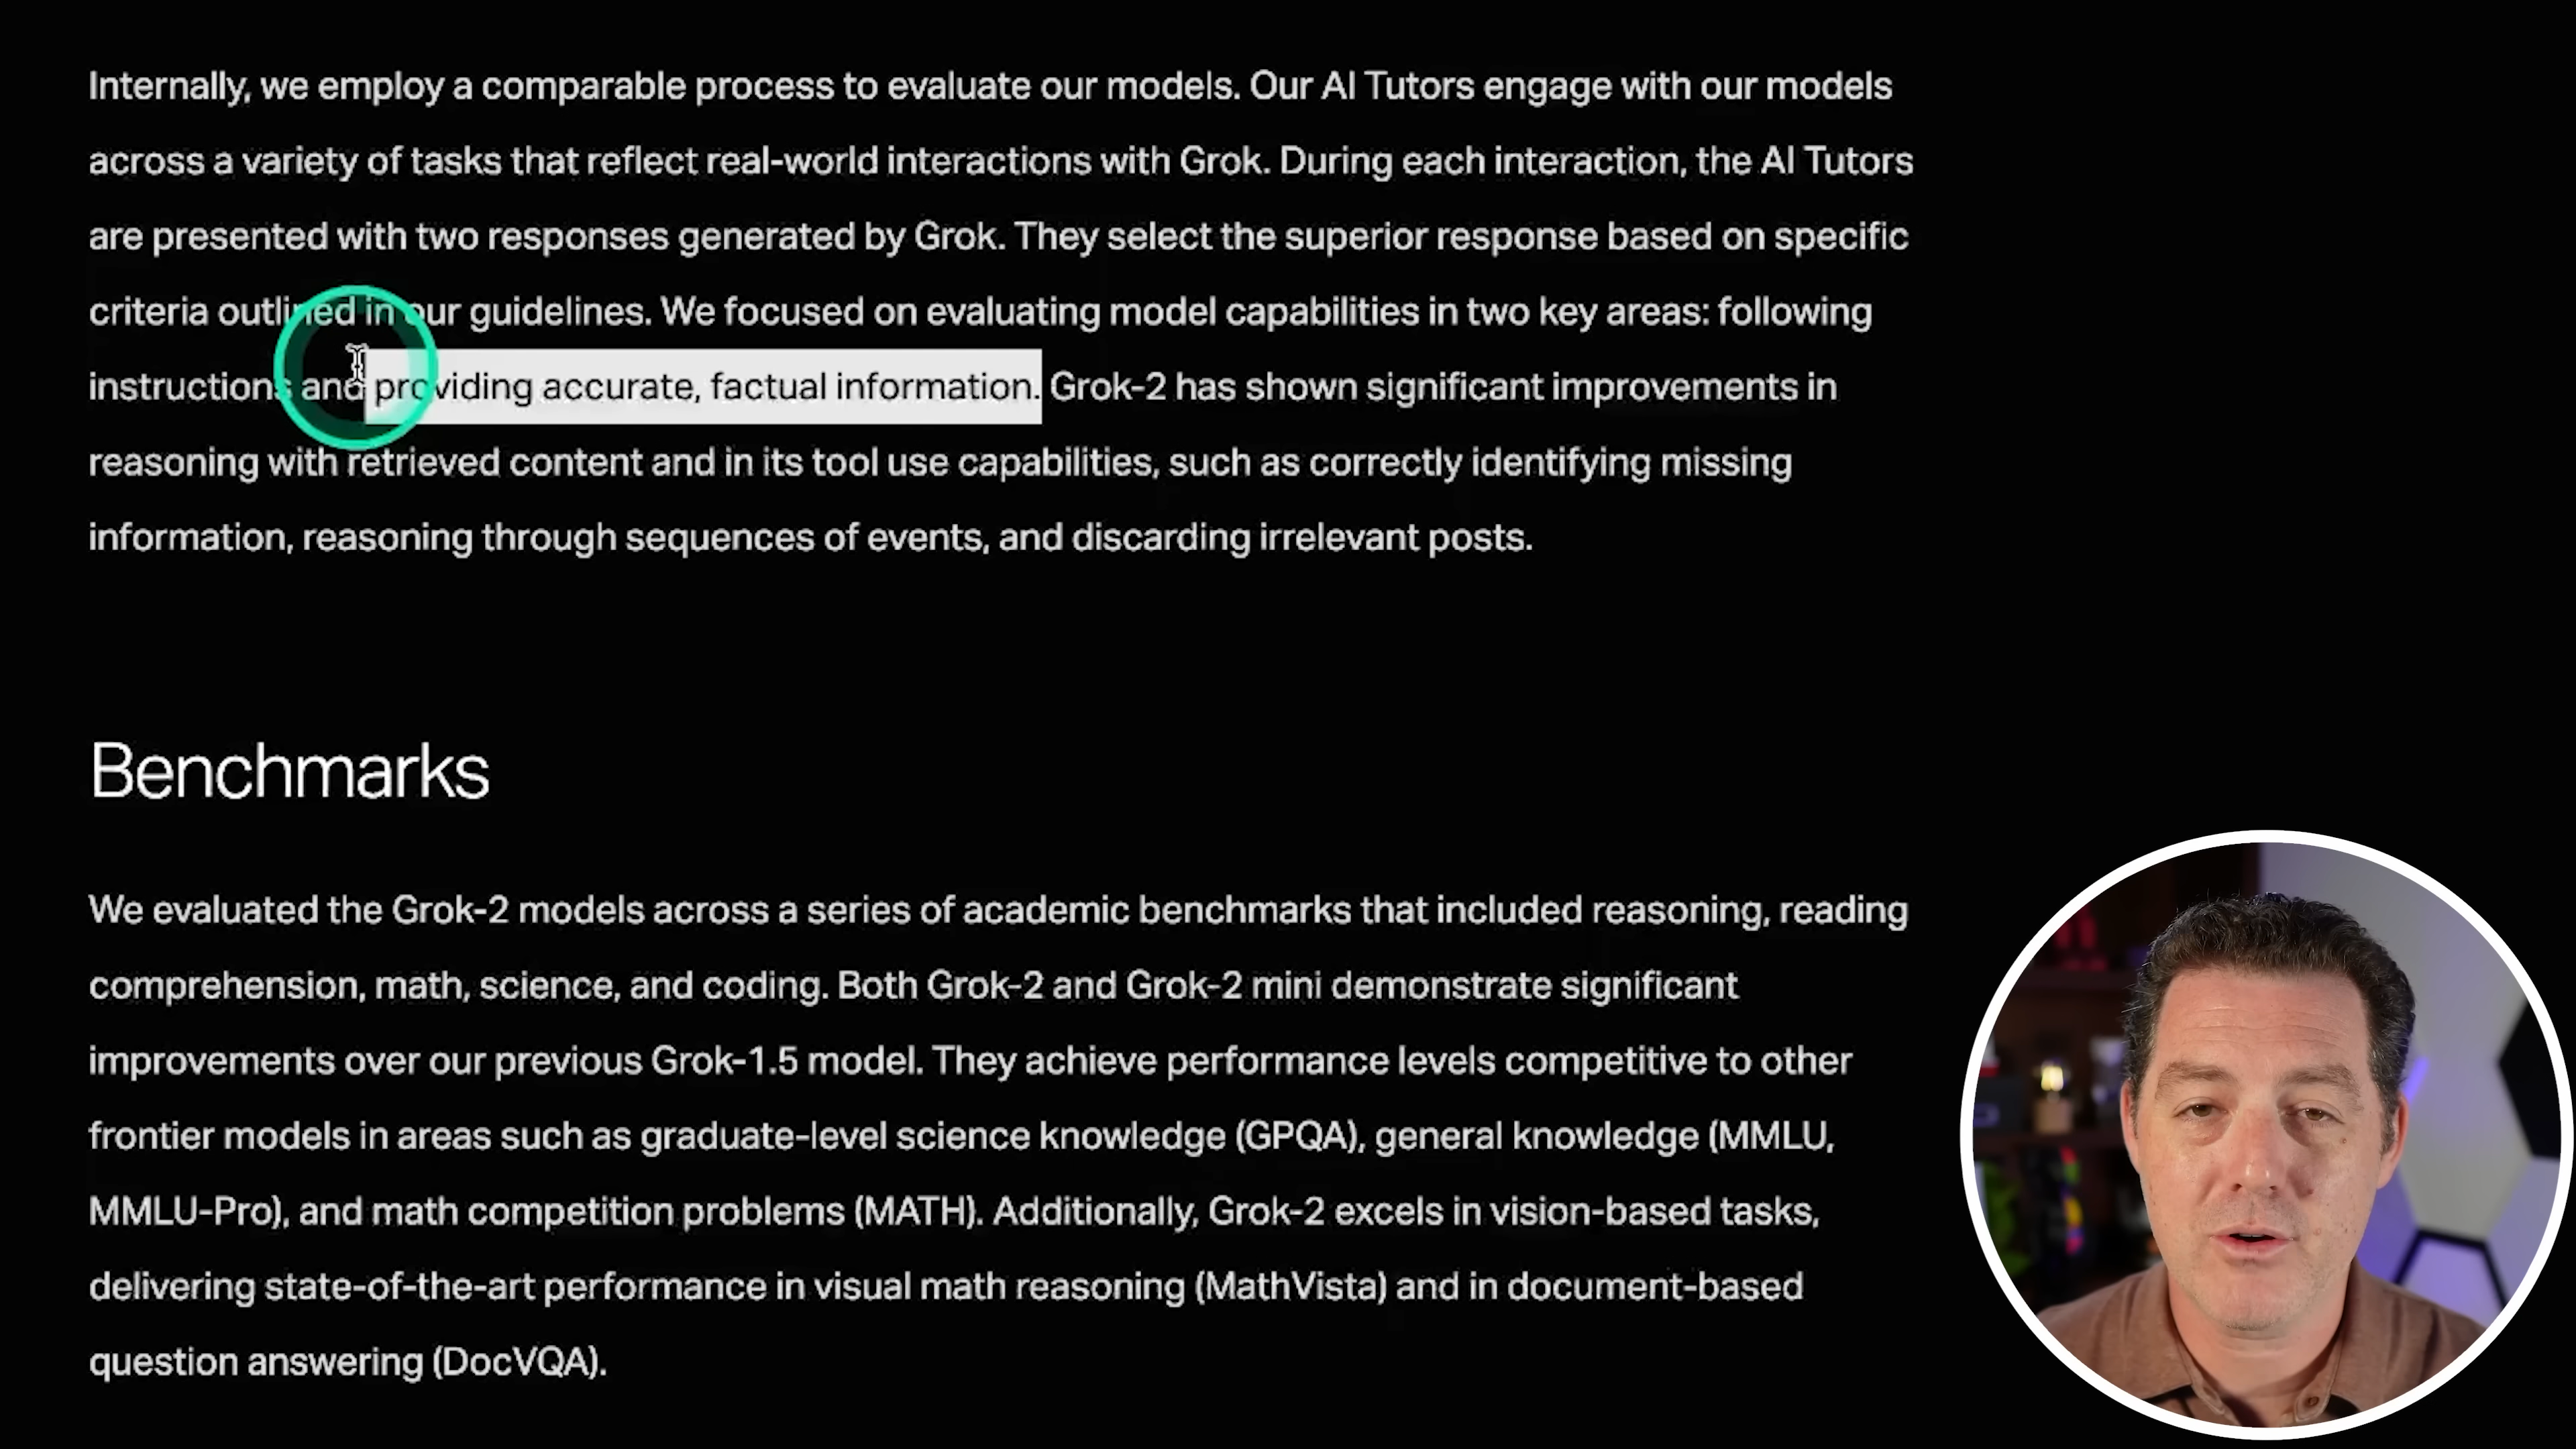 Internally, we employ a comparable process to evaluate our models. Our AI Tutors engage with our models
across a variety of tasks that reflect real-world interactions with Grok. During each interaction, the AI Tutors
are presented with two responses generated by Grok. They select the superior response based on specific
criteria outlined in our guidelines. We focused on evaluating model capabilities in two key areas: following
instructions and providing accurate, factual information. Grok-2 has shown significant improvements in
reasoning with retrieved content and in its tool use capabilities, such as correctly identifying missing
information, reasoning through sequences of events, and discarding irrelevant posts.
Benchmarks
We evaluated the Grok-2 models across a series of academic benchmarks that included reasoning, reading
comprehension, math, science, and coding. Both Grok-2 and Grok-2 mini demonstrate significant
improvements over our previous Grok-1.5 model. They achieve performance levels competitive to other
frontier models in areas such as graduate-level science knowledge (GPQA), general knowledge (MMLU,
MMLU-Pro), and math competition problems (MATH). Additionally, Grok-2 excels in vision-based tasks,
delivering state-of-the-art performance in visual math reasoning (MathVista) and in document-based
question answering (DocVQA).